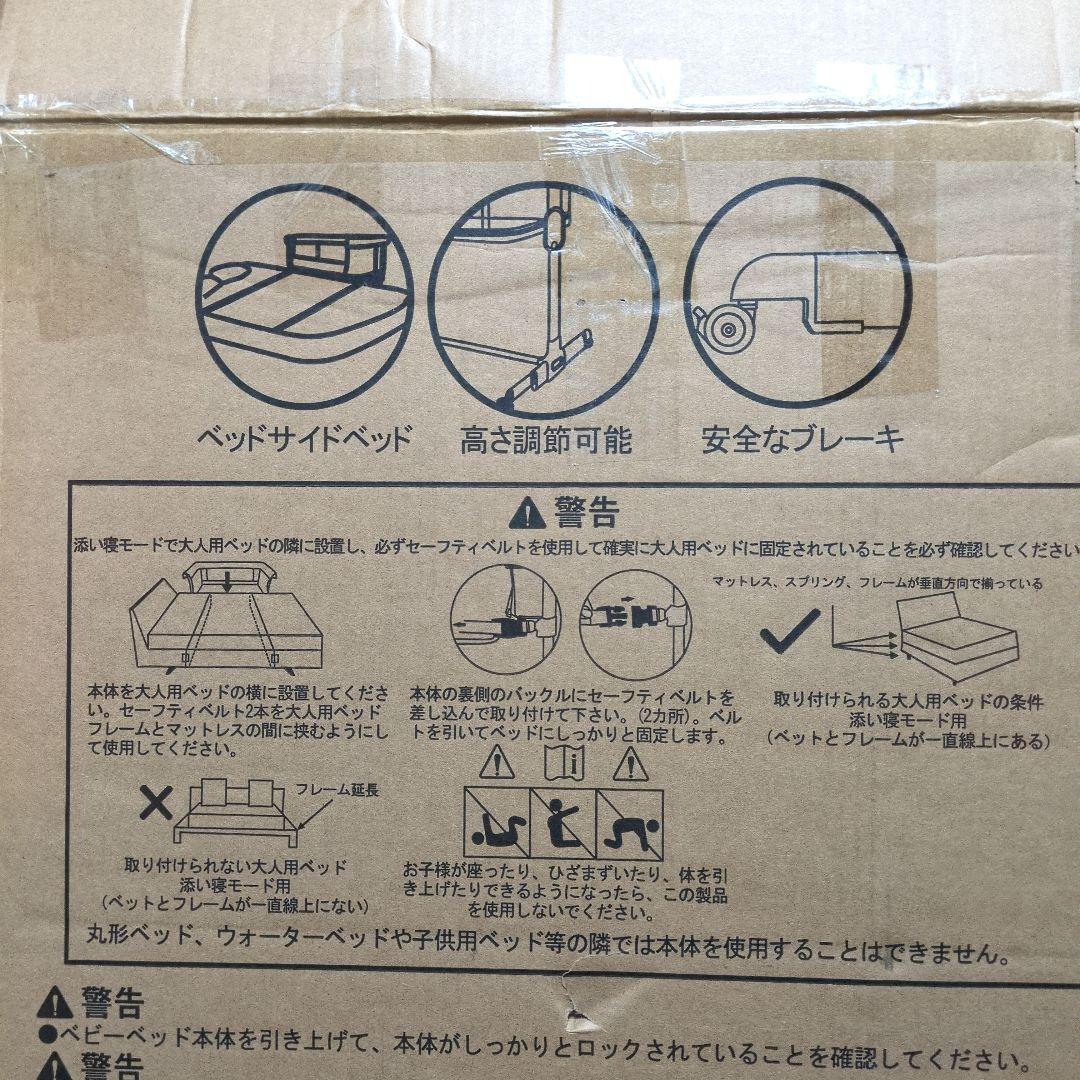 ベッドサイドベッド
高さ調節可能
安全なブレーキ
警告
添い寝モードで大人用ベッドの隣に設置し、必ずセーフティベルトを使用して確実に大人用ベッドに固定されていることを必ず確認してください
本体を大人用ベッドの横に設置してくださ
い。セーフティベルト2本を大人用ベッド
フレームとマットレスの間に挟むようにし
て使用してください。
本体の裏側のバックルにセーフティベルトを
差し込んで取り付けて下さい。(2カ所)。ベル
トを引いてベッドにしっかりと固定します。
マットレス、スプリング、フレームが垂直方向で揃っている
取り付けられる大人用ベッドの条件
添い寝モード用
(ベットとフレームが一直線上にある)
フレーム延長
取り付けられない大人用ベッド
添い寝モード用
(ベットとフレームが一直線上にない)
お子様が座ったり、ひざまずいたり、体を引
き上げたりできるようになったら、この製品
を使用しないでください。
丸形ベッド、ウォーターベッドや子供用ベッド等の隣では本体を使用することはできません。
警告
●ベビーベッド本体を引き上げて、本体がしっかりとロックされていることを確認してください。
警告